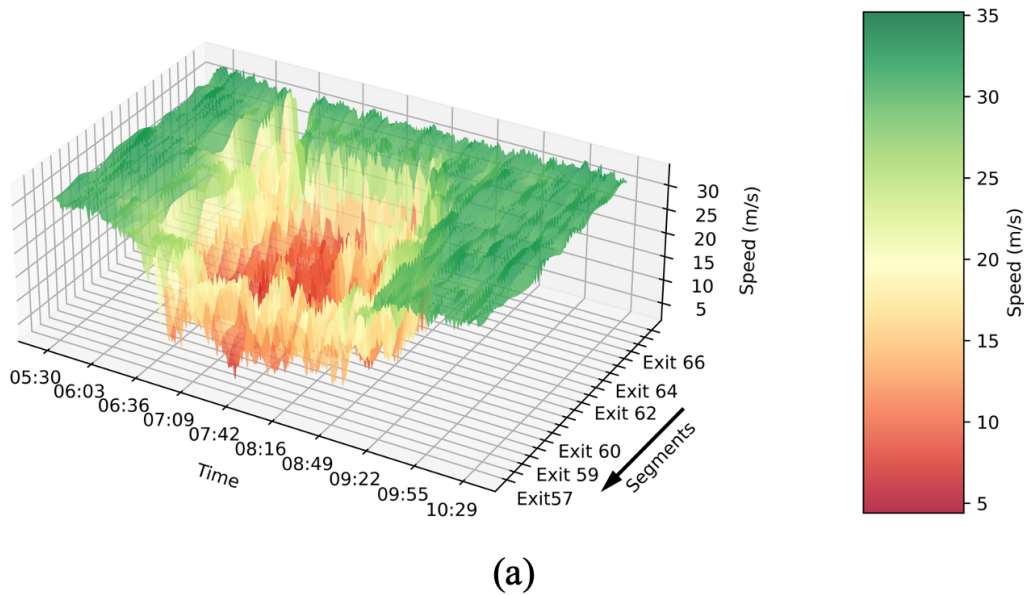 35
30
25
20
15
10
5
Speed (m/s)
30
25
20
15
10
5
Speed (m/s)
Exit 66
Exit 64
Exit 62
Exit 60
Exit 59
Exit57
Segments
05:30
06:03
06:36
07:09
07:42
08:16
08:49
09:22
09:55
10:29
Time
(a)